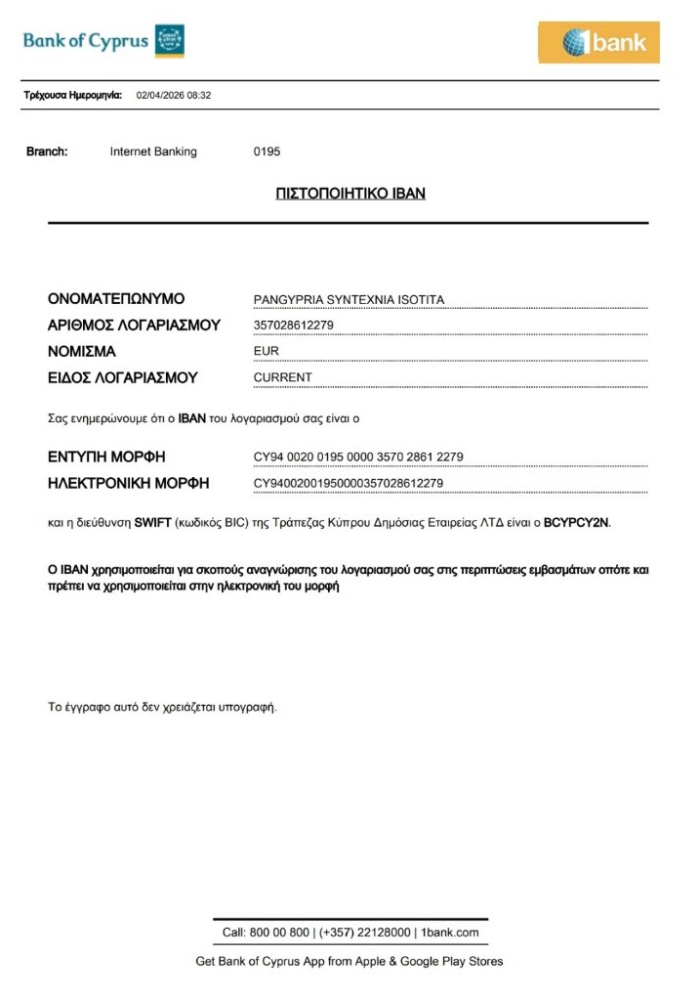 Bank of Cyprus
1bank
Τρέχουσα Ημερομηνία: 02/04/2026 08:32
Branch: Internet Banking 0195
ΠΙΣΤΟΠΟΙΗΤΙΚΟ IBAN
ΟΝΟΜΑΤΕΠΩΝΥΜΟ PANGYPRIA SYNTEXNIA ISOTITA
ΑΡΙΘΜΟΣ ΛΟΓΑΡΙΑΣΜΟΥ 357028612279
ΝΟΜΙΣΜΑ EUR
ΕΙΔΟΣ ΛΟΓΑΡΙΑΣΜΟΥ CURRENT
Σας ενημερώνουμε ότι ο IBAN του λογαριασμού σας είναι ο
ΕΝΤΥΠΗ ΜΟΡΦΗ CY94 0020 0195 0000 3570 2861 2279
ΗΛΕΚΤΡΟΝΙΚΗ ΜΟΡΦΗ CY94002001950000357028612279
και η διεύθυνση SWIFT (κωδικός BIC) της Τράπεζας Κύπρου Δημόσιας Εταιρείας ΛΤΔ είναι ο BCYPCY2N.
Ο IBAN χρησιμοποιείται για σκοπούς αναγνώρισης του λογαριασμού σας στις περιπτώσεις εμβασμάτων οπότε και
πρέπει να χρησιμοποιείται στην ηλεκτρονική του μορφή
Το έγγραφο αυτό δεν χρειάζεται υπογραφή.
Call: 800 00 800 | (+357) 22128000 | 1bank.com
Get Bank of Cyprus App from Apple & Google Play Stores